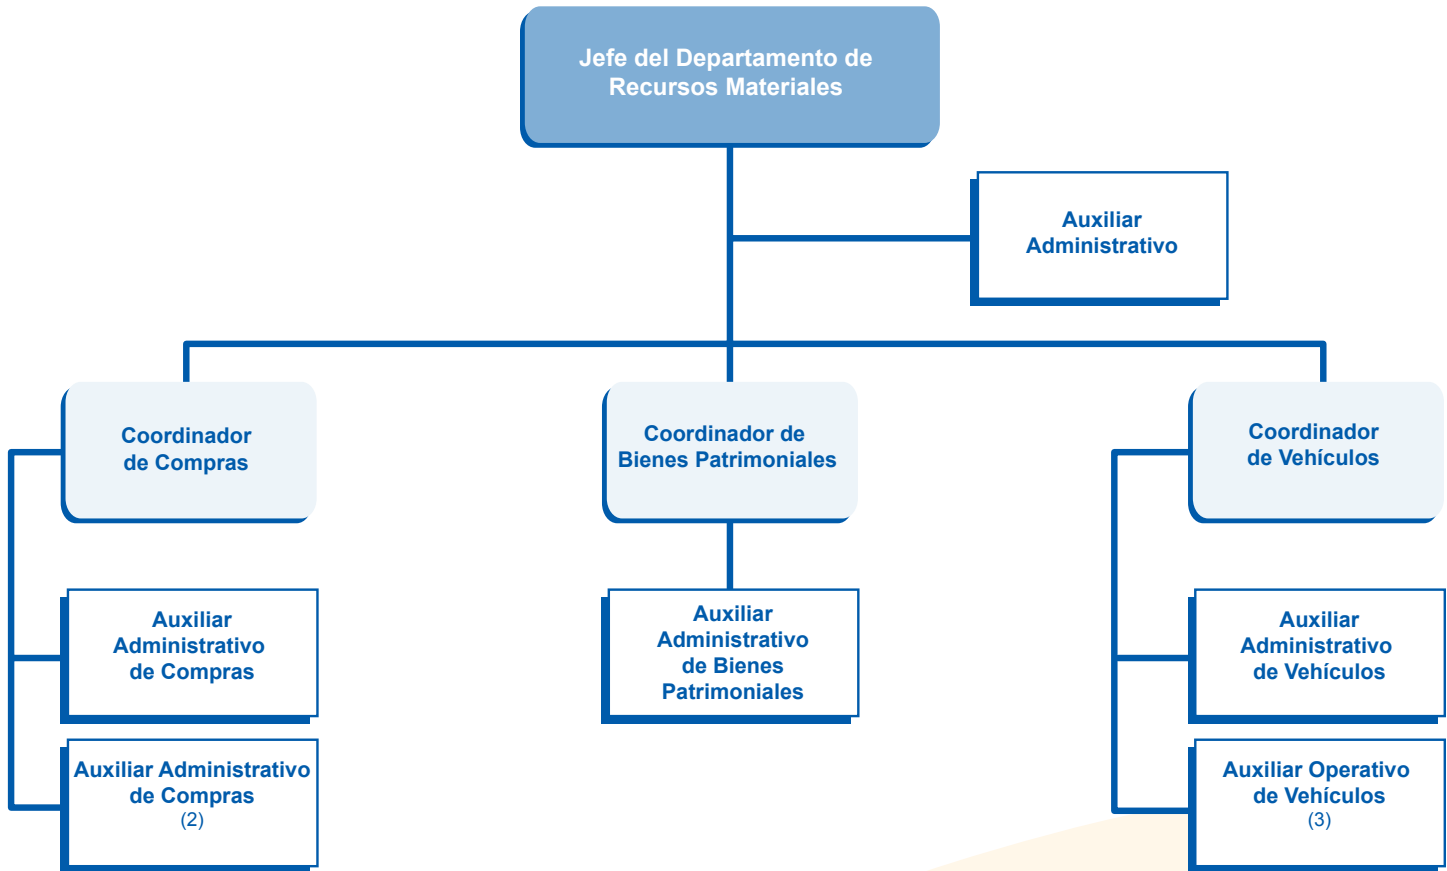 Jefe del Departamento de
Recursos Materiales
Auxiliar
Administrativo
Coordinador
de Compras
Coordinador de
Bienes Patrimoniales
Coordinador
de Vehículos
Auxiliar
Administrativo
de Compras
Auxiliar
Administrativo
de Bienes
Patrimoniales
Auxiliar
Administrativo
de Vehículos
Auxiliar Administrativo
de Compras
(2)
Auxiliar Operativo
de Vehículos
(3)